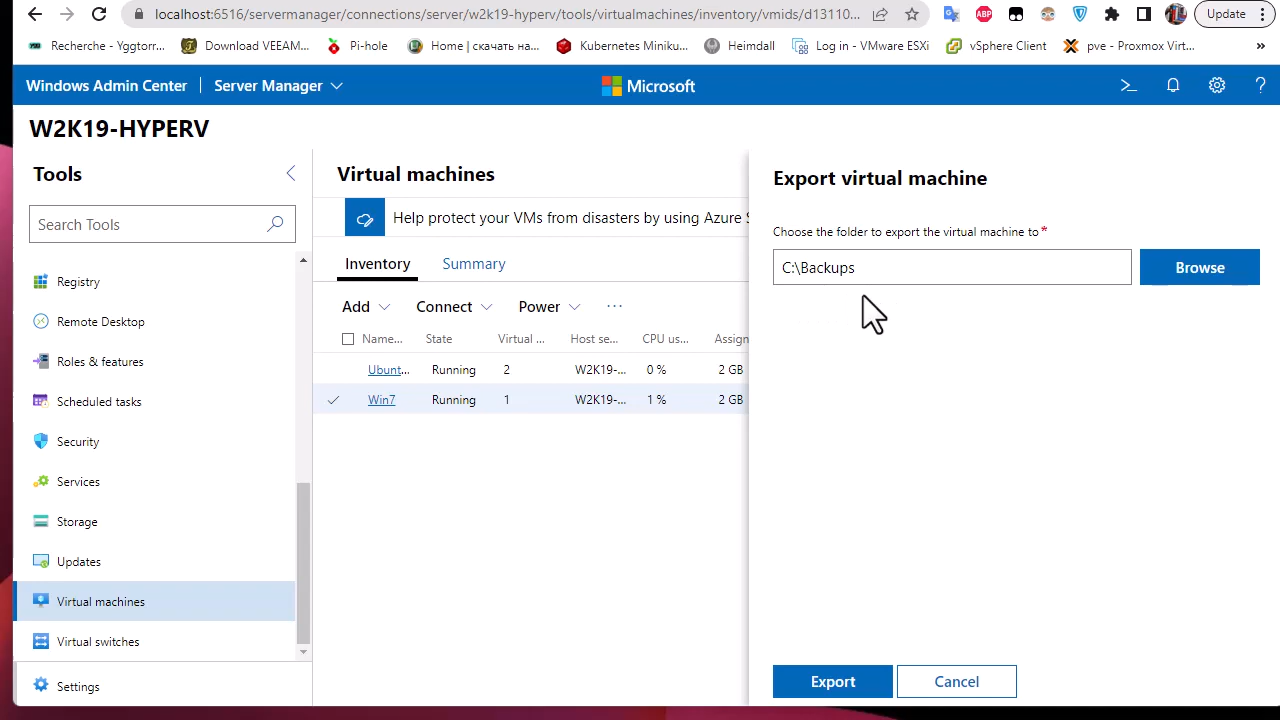 localhost:6516/servermanager/connection/server/w2k19-hyperv/tools/virtualmachines/inventory/vmids/d13110...
Update
Recherche - Yggtorr...
Download VEEAM...
Pi-hole
Home | скачать на...
Kubernetes Miniku...
Heimdall
Log in - VMware ESXi
vSphere Client
pve - Proxmox Virt...
»
Windows Admin Center
Server Manager
Microsoft
W2K19-HYPERV
Tools
Search Tools
Registry
Remote Desktop
Roles & features
Scheduled tasks
Security
Services
Storage
Updates
Virtual machines
Virtual switches
Settings
Virtual machines
Help protect your VMs from disasters by using Azure S
Inventory
Summary
Add
Connect
Power
...
Name...
State
Virtual ...
Host se...
CPU us...
Assign
Ubunt...
Running
2
W2K19-...
0 %
2 GB
Win7
Running
1
W2K19-...
1 %
2 GB
Export virtual machine
Choose the folder to export the virtual machine to*
C:\Backups
Browse
Export
Cancel
ABP